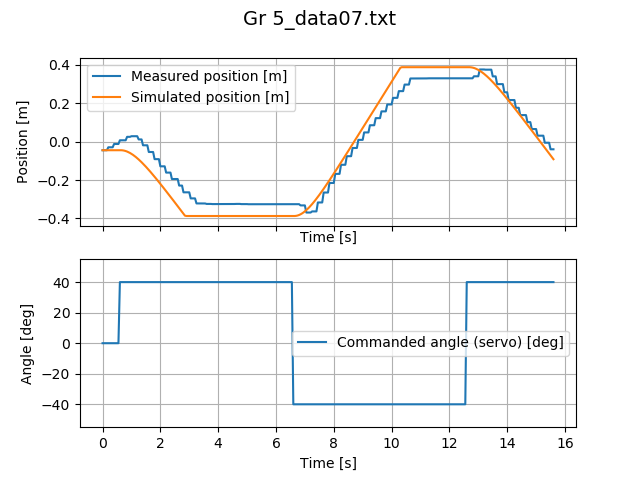 Gr 5_data07.txt
Position [m]
0.4
0.2
0.0
−0.2
−0.4
Measured position [m]
Simulated position [m]
Time [s]
Angle [deg]
40
20
0
−20
−40
Commanded angle (servo) [deg]
0 2 4 6 8 10 12 14 16
Time [s]